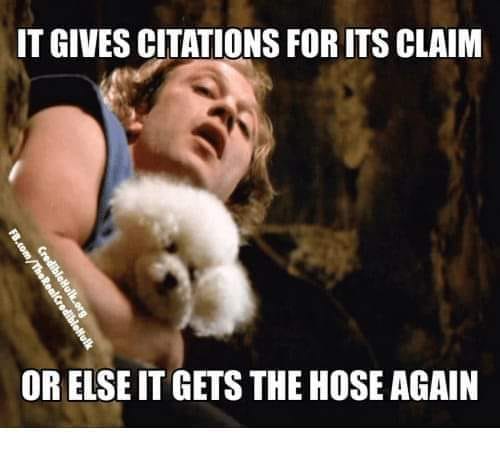 IT GIVES CITATIONS FOR ITS CLAIM
CredibleHulk.org
FB.com/TheRealCredibleHulk
OR ELSE IT GETS THE HOSE AGAIN